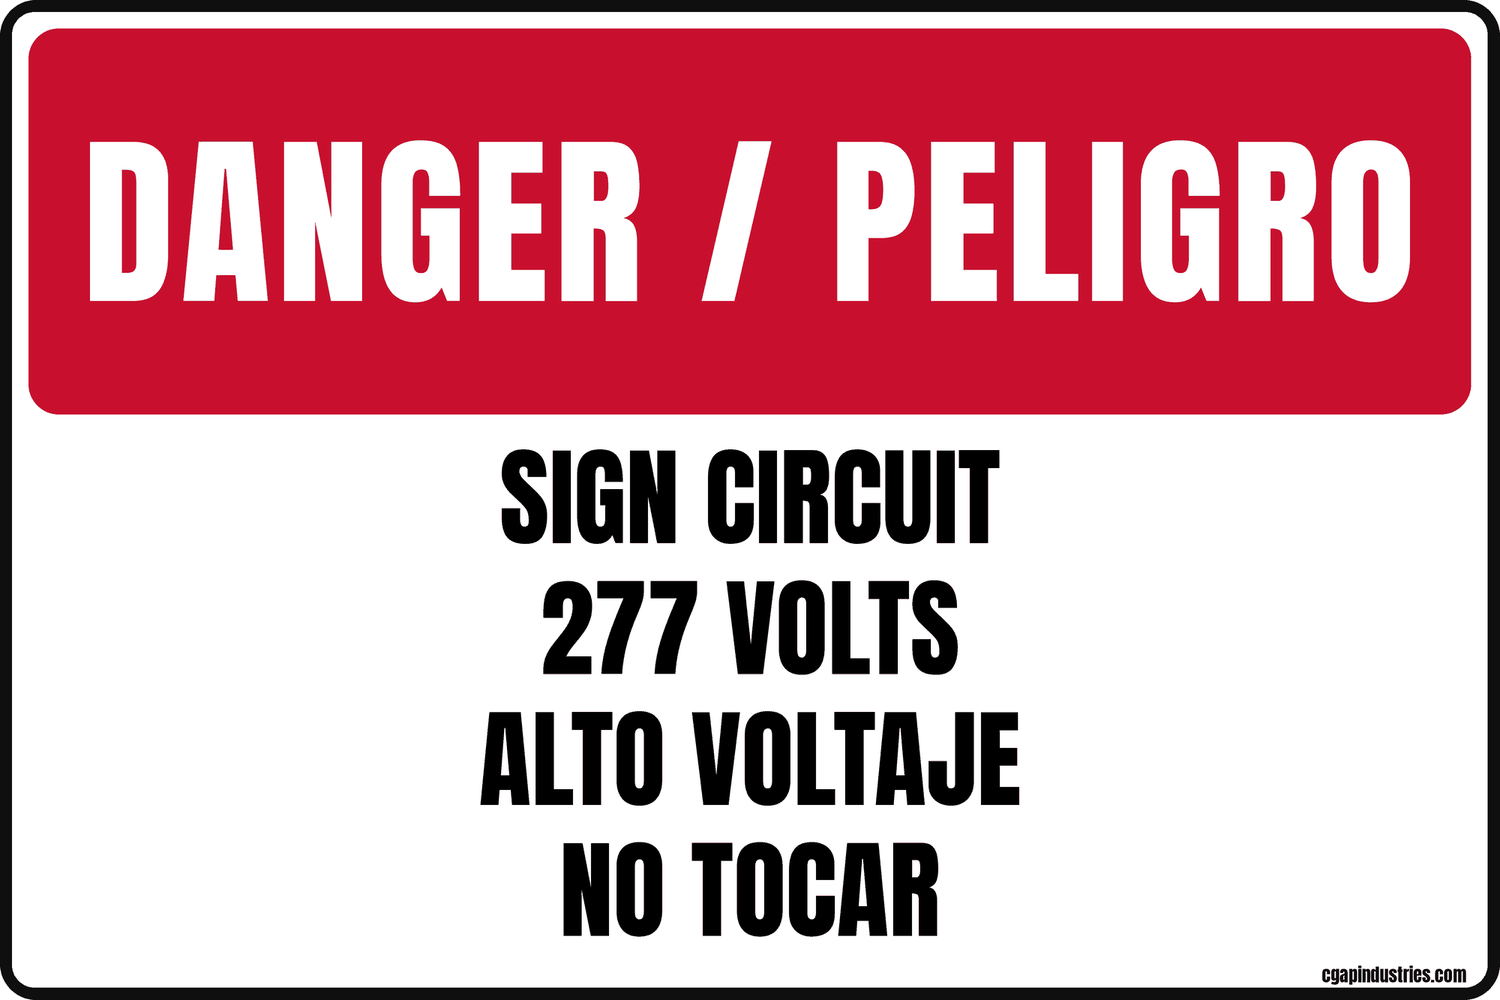 DANGER / PELIGRO
SIGN CIRCUIT
277 VOLTS
ALTO VOLTAJE
NO TOCAR
cgapindustries.com